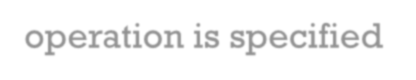 operation is specified